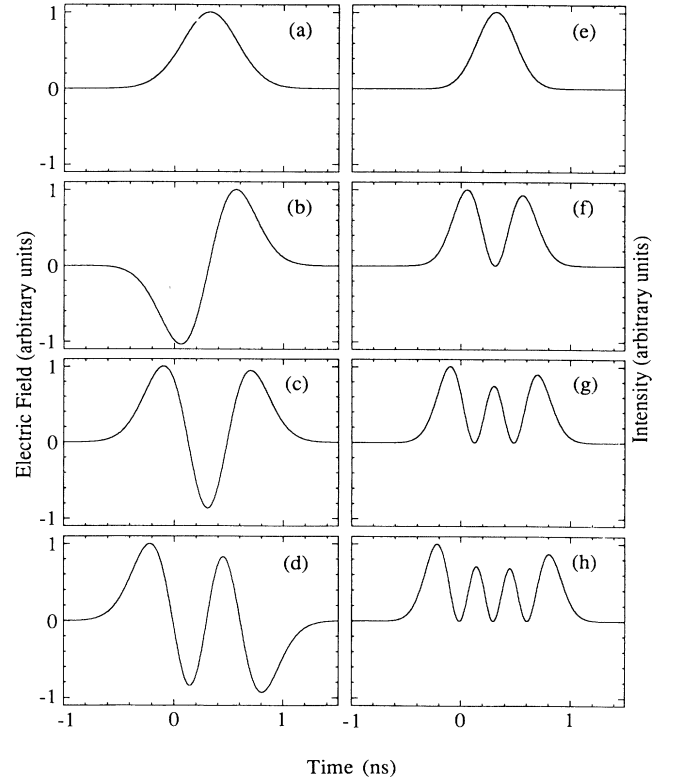 1
0
-1
(a)
(e)
1
0
-1
(b)
(f)
1
0
-1
(c)
(g)
1
0
-1
(d)
(h)
-1
0
1
-1
0
1
Electric Field (arbitrary units)
Intensity (arbitrary units)
Time (ns)